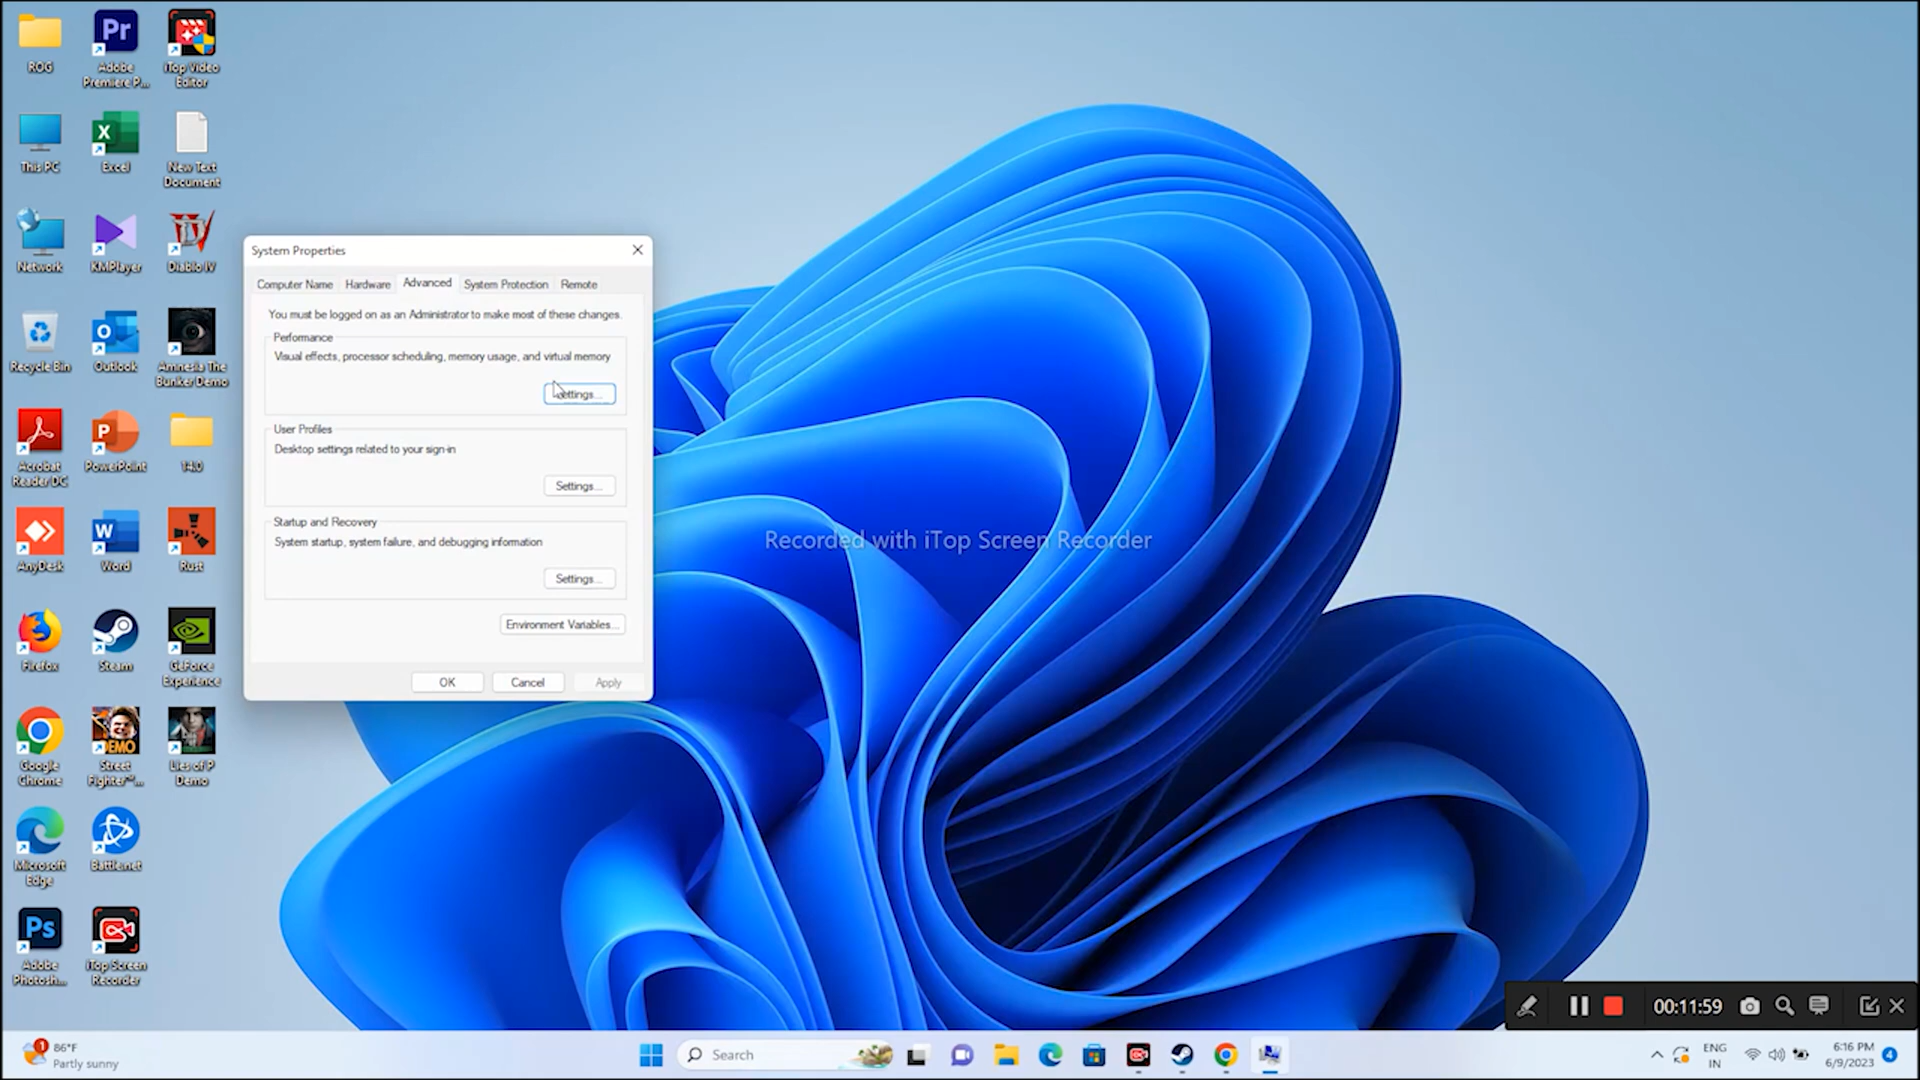 ROG
Adobe
Premiere P...
iTop Video
Editor
This PC
Excel
New Text
Document
Network
KMPlayer
Diablo IV
Recycle Bin
Outlook
Amnesia The
Bunker Demo
Acrobat
Reader DC
PowerPoint
14.0
AnyDesk
Word
Rust
Firefox
Steam
GeForce
Experience
Google
Chrome
DEMO
Street
Fighter™...
Lies of P
Demo
Microsoft
Edge
Battle.net
Adobe
Photosh...
iTop Screen
Recorder
System Properties
Computer Name
Hardware
Advanced
System Protection
Remote
You must be logged on as an Administrator to make most of these changes.
Performance
Visual effects, processor scheduling, memory usage, and virtual memory
Settings...
User Profiles
Desktop settings related to your sign-in
Settings...
Startup and Recovery
System startup, system failure, and debugging information
Settings...
Environment Variables...
OK
Cancel
Apply
Recorded with iTop Screen Recorder
00:11:59
1
86°F
Partly sunny
Search
ENG
IN
6:16 PM
6/9/2023
4